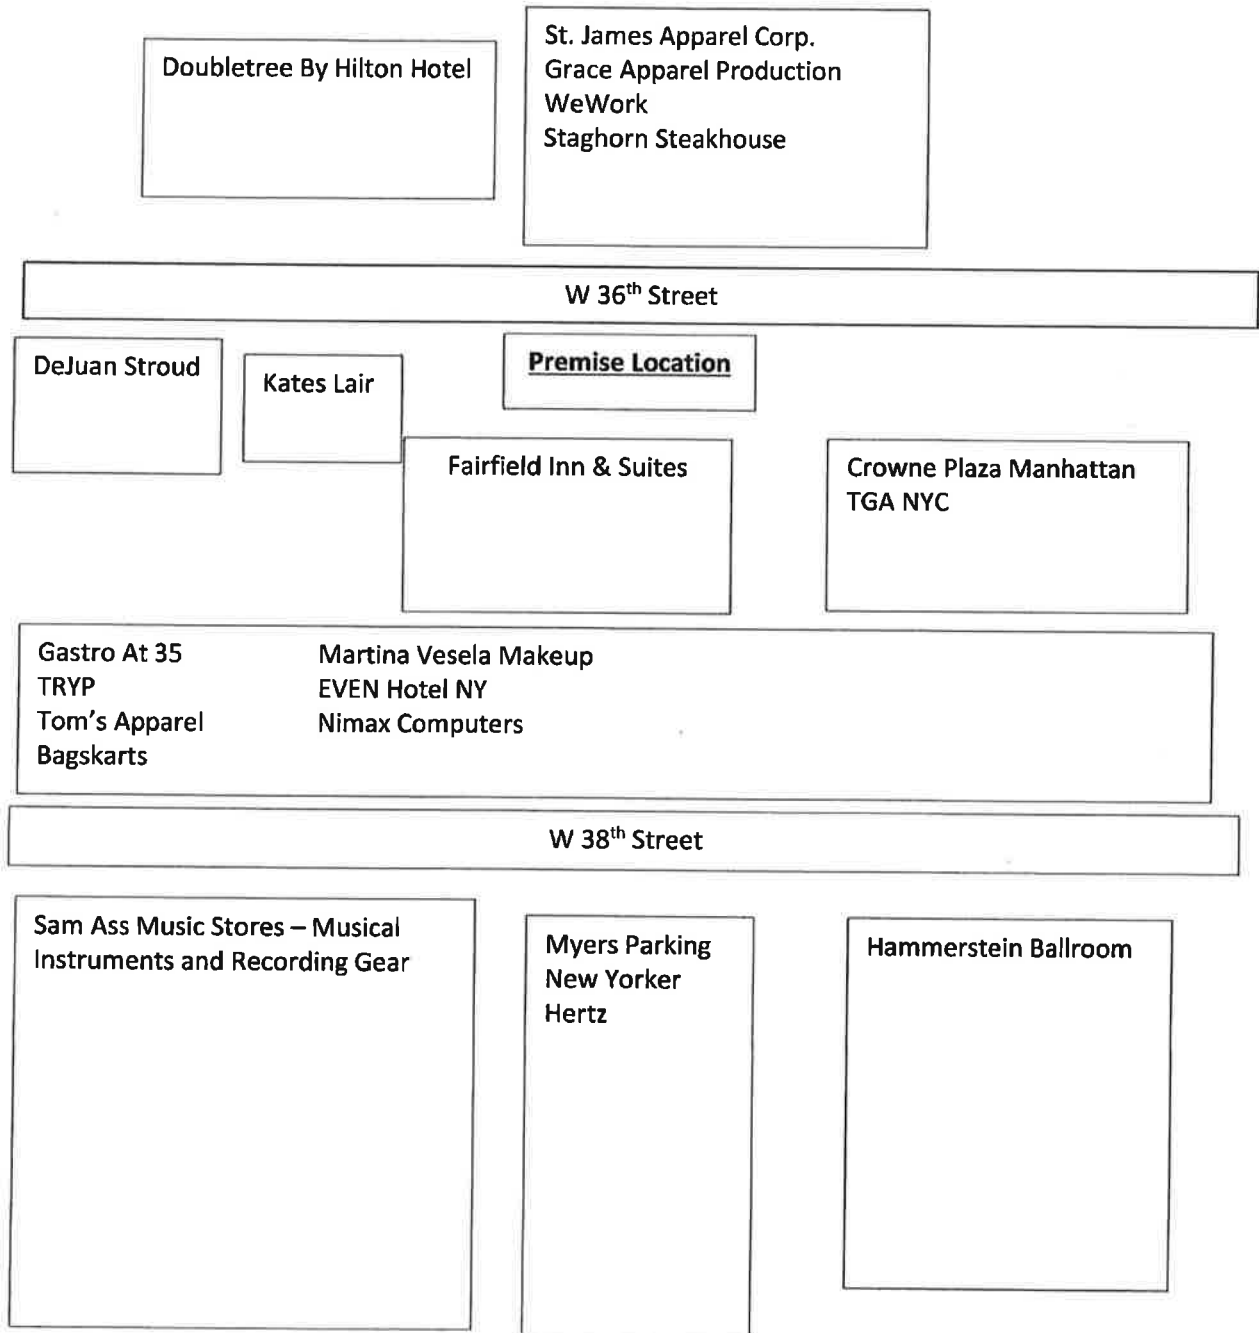 Doubletree By Hilton Hotel
St. James Apparel Corp.
Grace Apparel Production
WeWork
Staghorn Steakhouse
W 36th Street
DeJuan Stroud
Kates Lair
Premise Location
Fairfield Inn & Suites
Crowne Plaza Manhattan
TGA NYC
Gastro At 35
TRYP
Tom's Apparel
Bagskarts
Martina Vesela Makeup
EVEN Hotel NY
Nimax Computers
W 38th Street
Sam Ass Music Stores – Musical
Instruments and Recording Gear
Myers Parking
New Yorker
Hertz
Hammerstein Ballroom